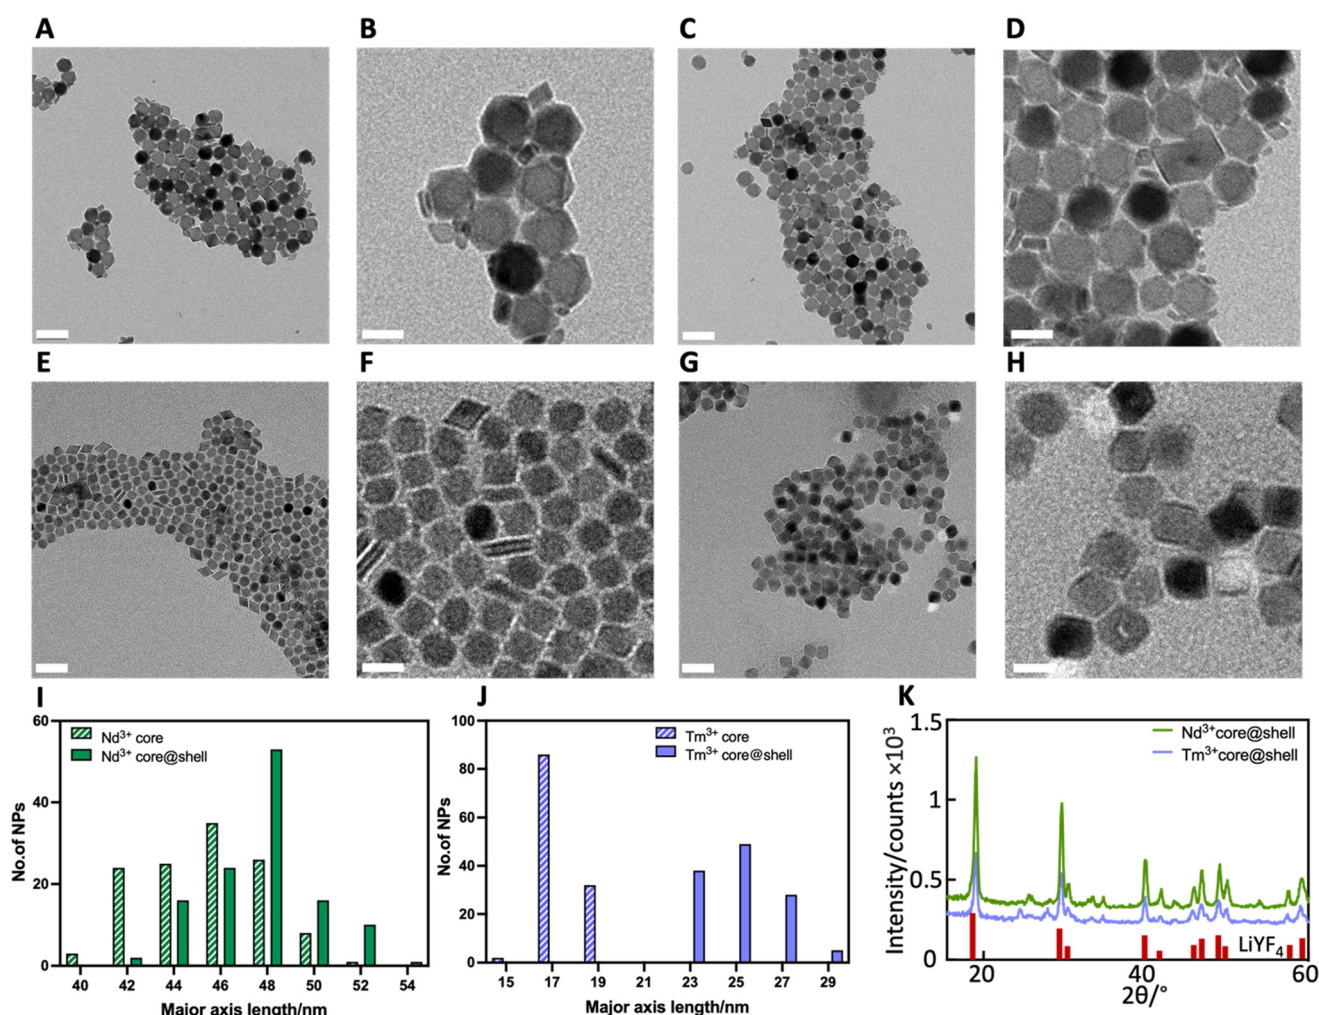 A B C D
E F G H
I J K
60
40
20
0
No.of NPs
Nd³⁺ core
Nd³⁺ core@shell
40 42 44 46 48 50 52 54
Major axis length/nm
100
80
60
40
20
0
No.of NPs
Tm³⁺ core
Tm³⁺ core@shell
15 17 19 21 23 25 27 29
Major axis length/nm
1.5
1
0.5
0
Intensity/counts ×10³
Nd³⁺core@shell
Tm³⁺core@shell
LiYF₄
20 40 60
2θ/°